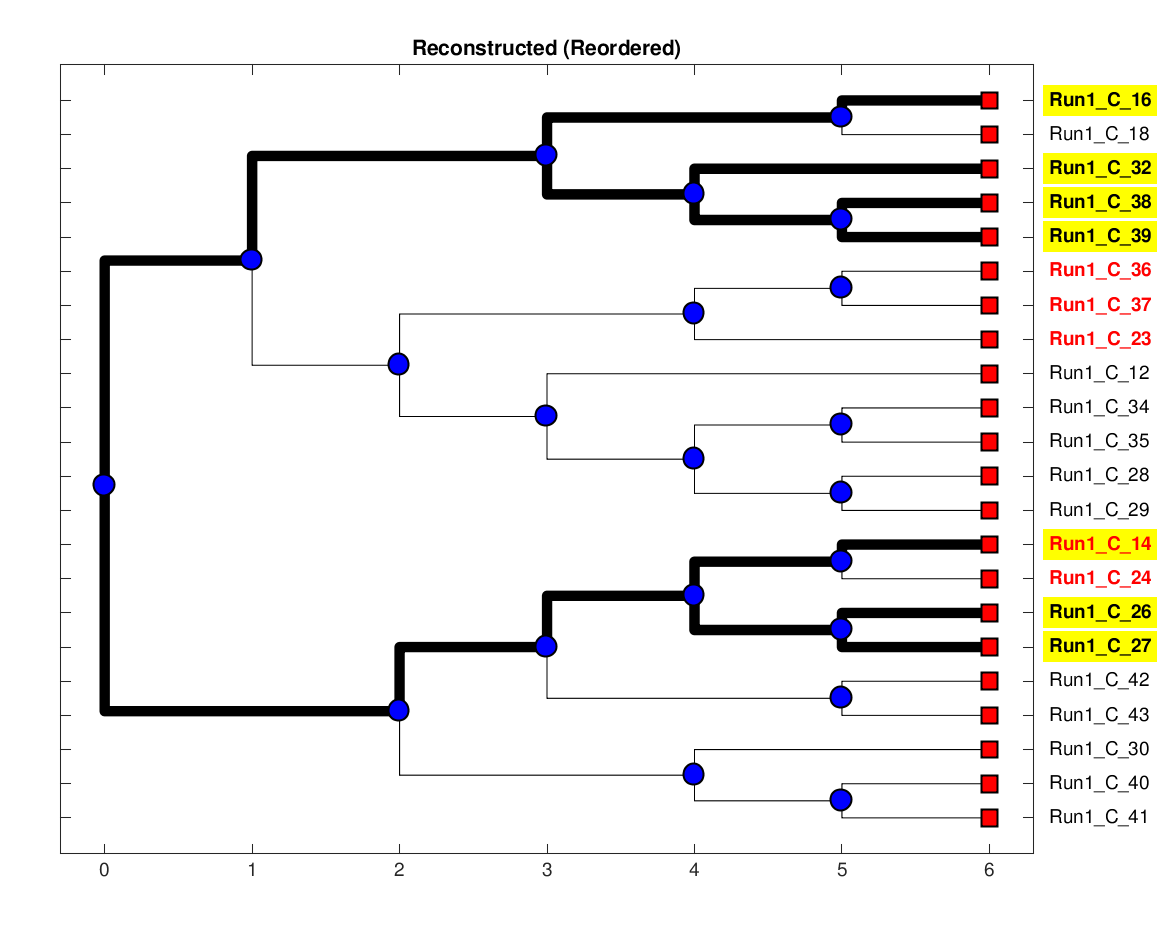 Reconstructed (Reordered)
Run1_C_16
Run1_C_18
Run1_C_32
Run1_C_38
Run1_C_39
Run1_C_36
Run1_C_37
Run1_C_23
Run1_C_12
Run1_C_34
Run1_C_35
Run1_C_28
Run1_C_29
Run1_C_14
Run1_C_24
Run1_C_26
Run1_C_27
Run1_C_42
Run1_C_43
Run1_C_30
Run1_C_40
Run1_C_41
0 1 2 3 4 5 6